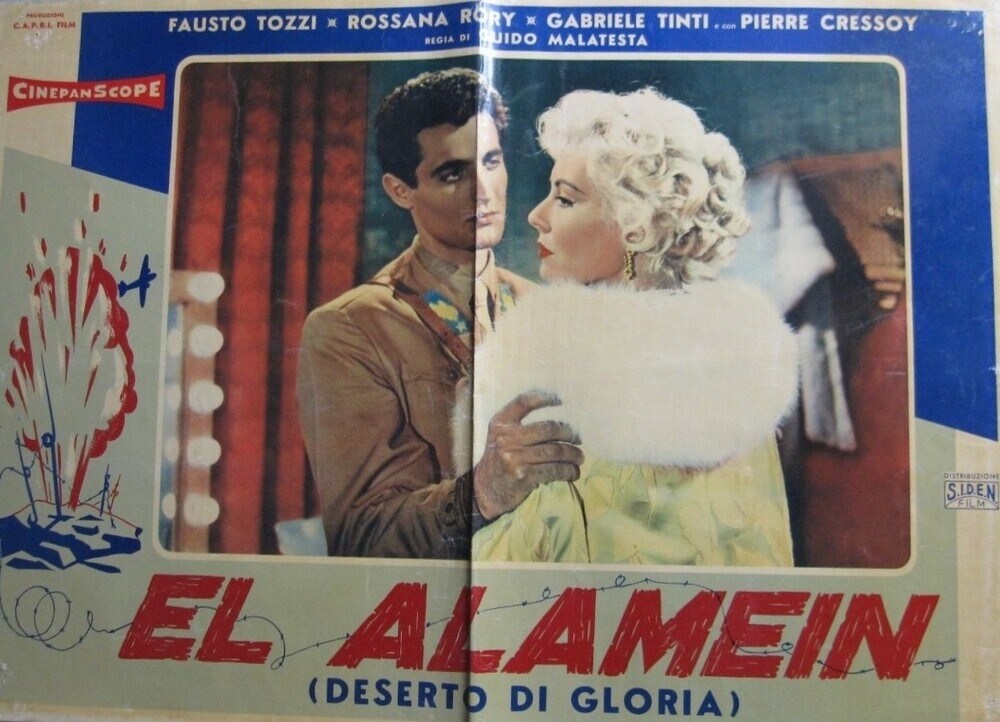 PRODUZIONE
C.A.P.R.I. FILM
FAUSTO TOZZI * ROSSANA RORY * GABRIELE TINTI e con PIERRE CRESSOY
REGIA DI GUIDO MALATESTA
CINEPANSCOPE
DISTRIBUZIONE
S.I.D.E.N
FILM
EL ALAMEIN
(DESERTO DI GLORIA)